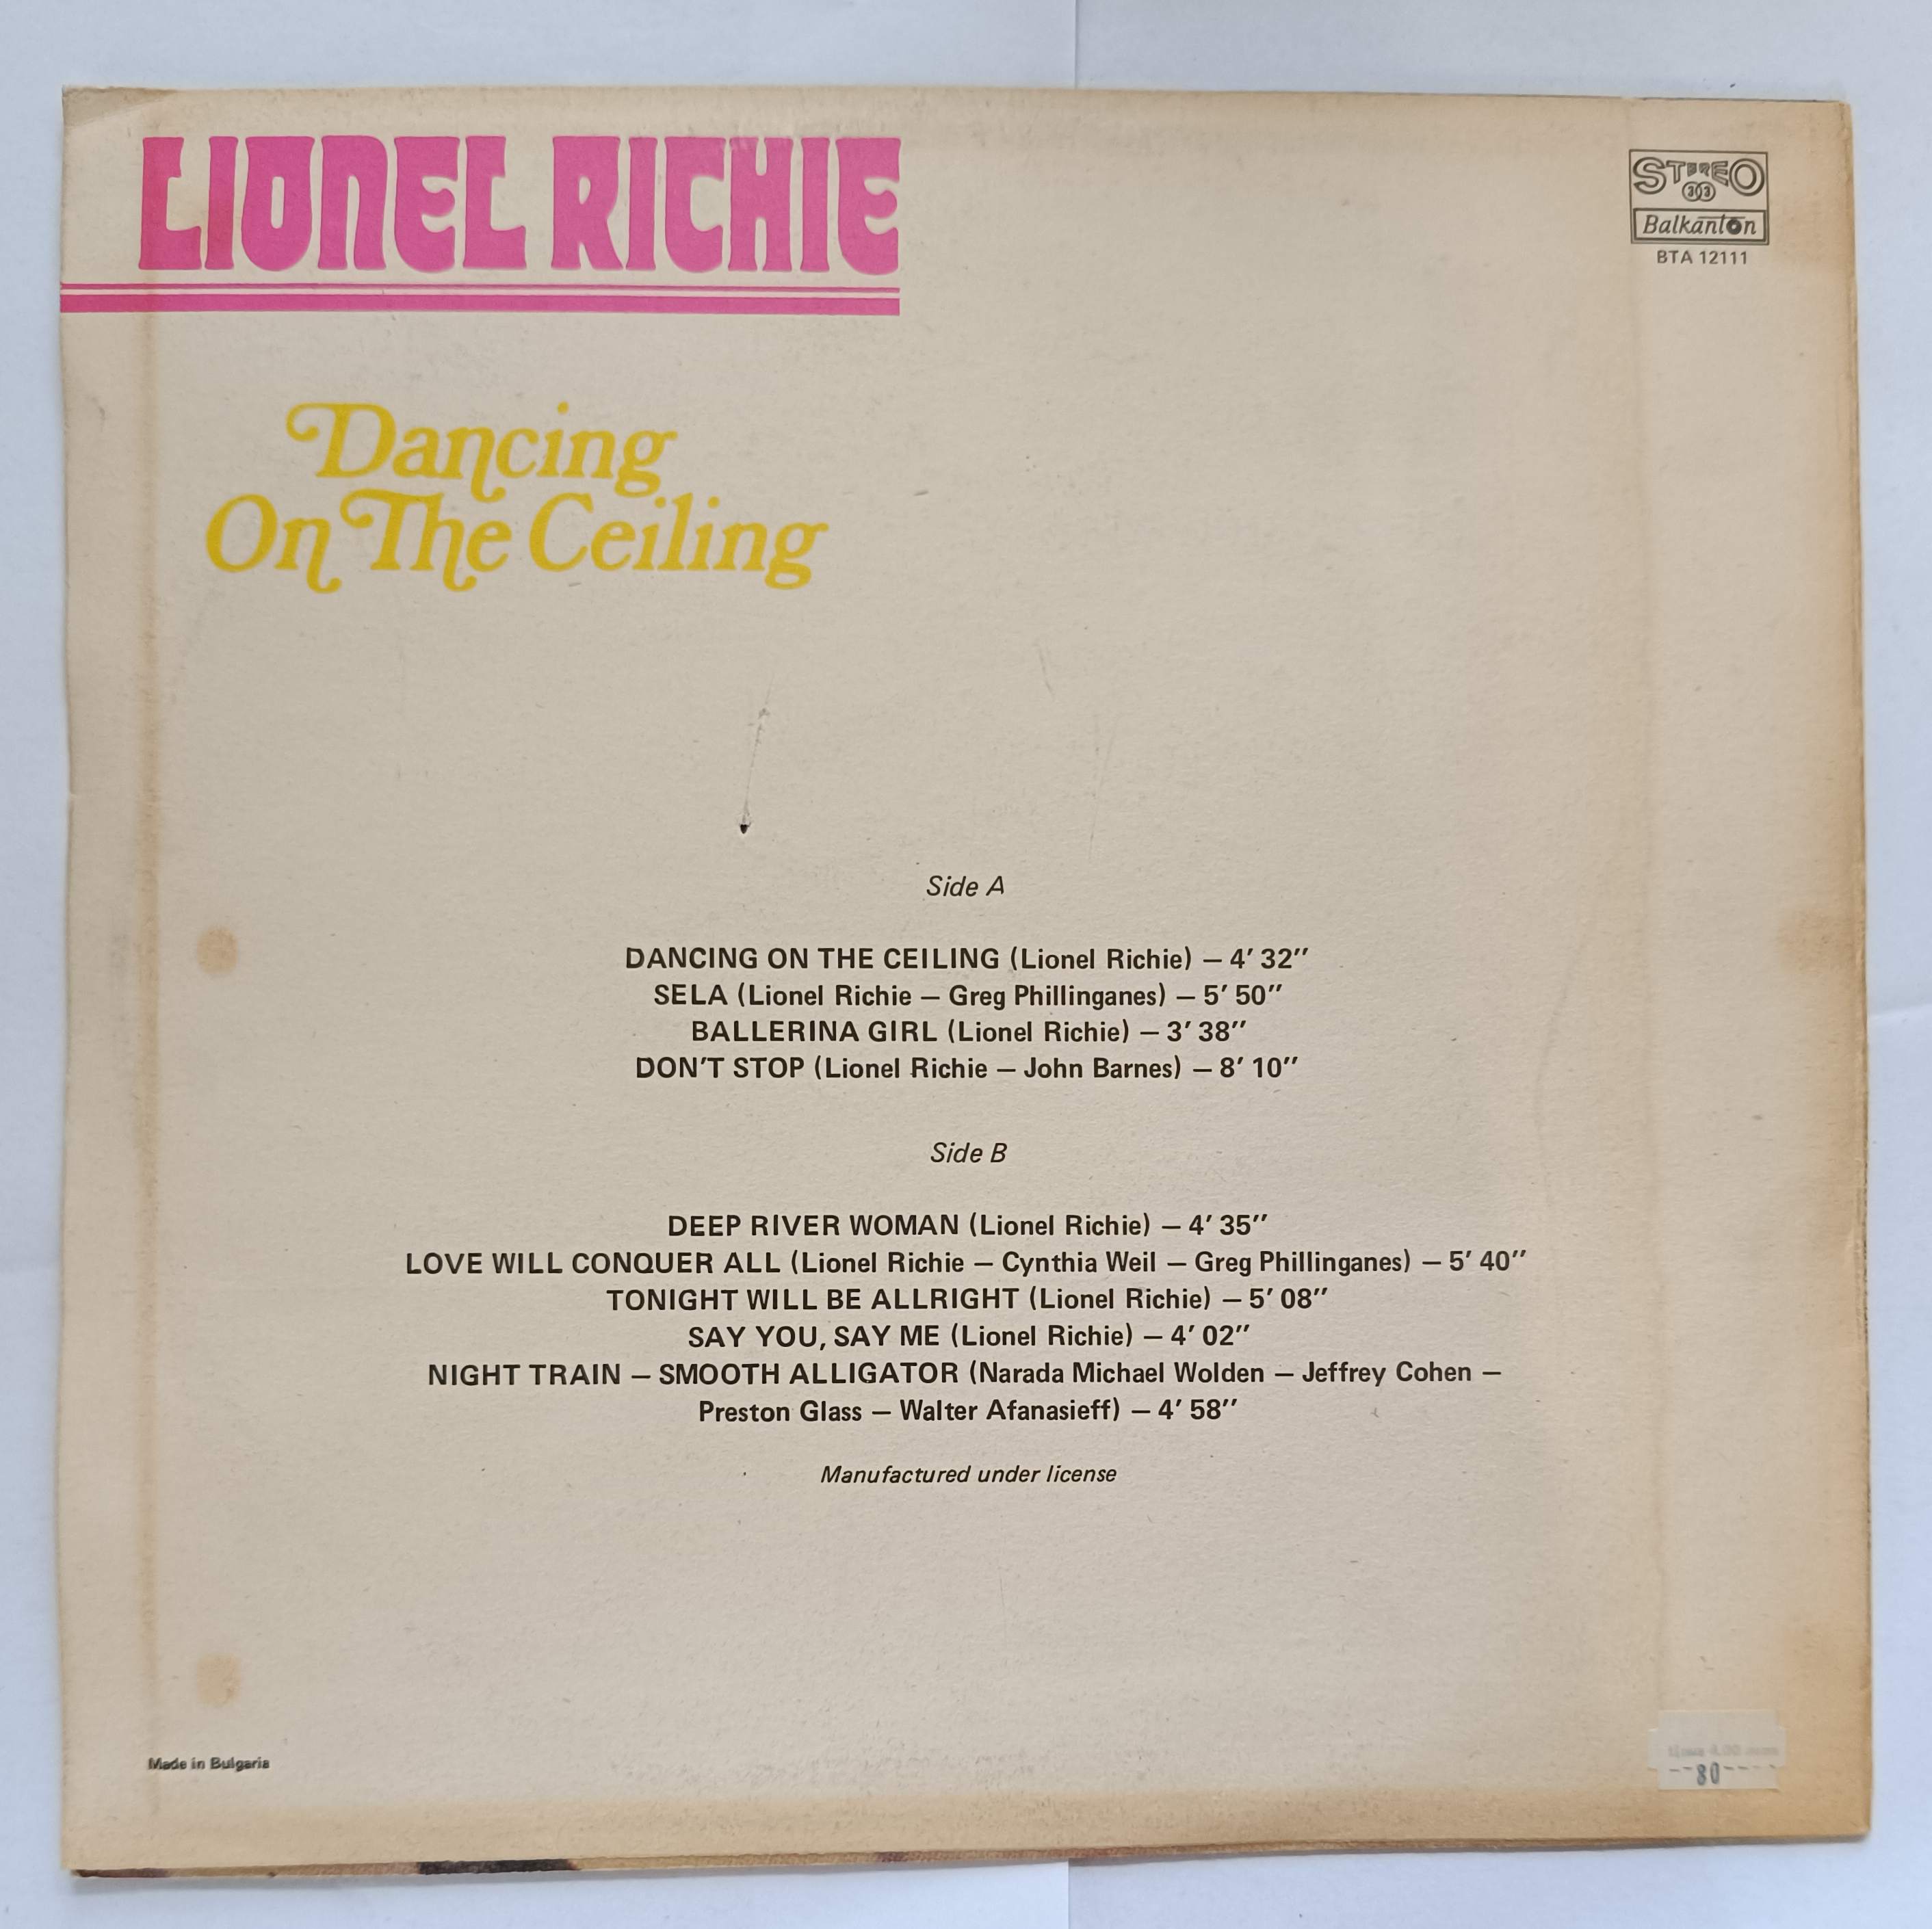 LIONEL RICHIE
STEREO
33
Balkanton
BTA 12111
Dancing
On The Ceiling
Side A
DANCING ON THE CEILING (Lionel Richie) — 4′ 32″
SELA (Lionel Richie — Greg Phillinganes) — 5′ 50″
BALLERINA GIRL (Lionel Richie) — 3′ 38″
DON'T STOP (Lionel Richie — John Barnes) — 8′ 10″
Side B
DEEP RIVER WOMAN (Lionel Richie) — 4′ 35″
LOVE WILL CONQUER ALL (Lionel Richie — Cynthia Weil — Greg Phillinganes) — 5′ 40″
TONIGHT WILL BE ALLRIGHT (Lionel Richie) — 5′ 08″
SAY YOU, SAY ME (Lionel Richie) — 4′ 02″
NIGHT TRAIN — SMOOTH ALLIGATOR (Narada Michael Wolden — Jeffrey Cohen —
Preston Glass — Walter Afanasieff) — 4′ 58″
Manufactured under license
Made in Bulgaria
--80----